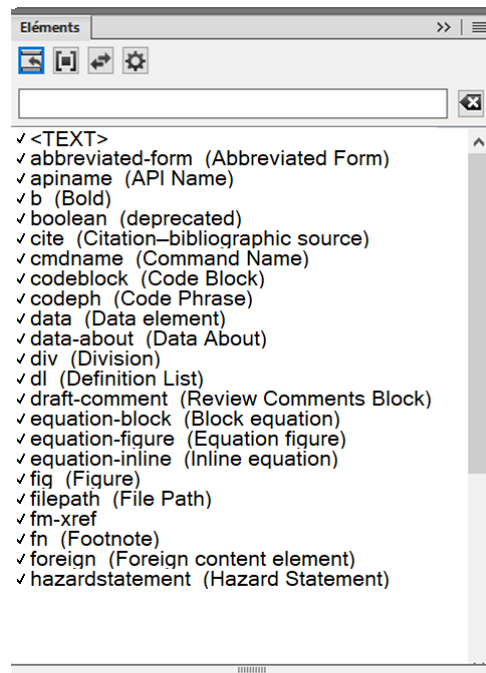 Eléments
<TEXT>
abbreviated-form (Abbreviated Form)
apiname (API Name)
b (Bold)
boolean (deprecated)
cite (Citation–bibliographic source)
cmdname (Command Name)
codeblock (Code Block)
codeph (Code Phrase)
data (Data element)
data-about (Data About)
div (Division)
dl (Definition List)
draft-comment (Review Comments Block)
equation-block (Block equation)
equation-figure (Equation figure)
equation-inline (Inline equation)
fig (Figure)
filepath (File Path)
fm-xref
fn (Footnote)
foreign (Foreign content element)
hazardstatement (Hazard Statement)